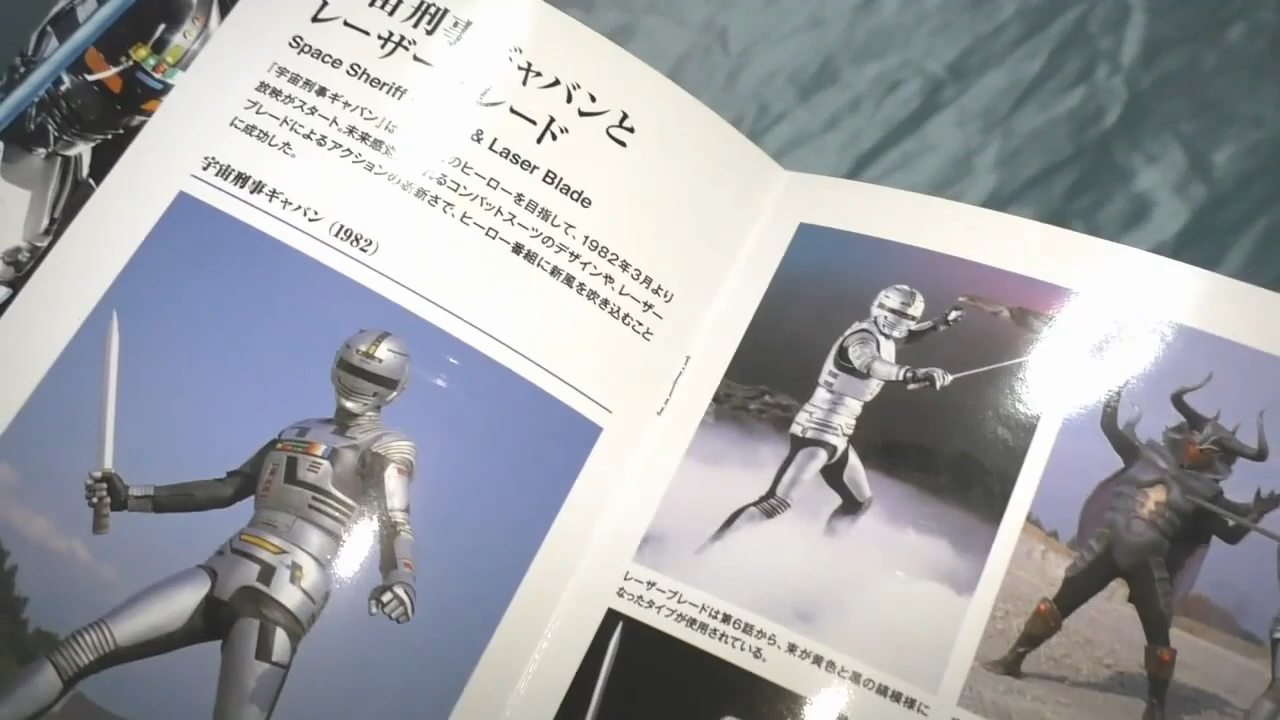 宇宙刑事ギャバンと
レーザーブレード
Space Sheriff & Laser Blade
『宇宙刑事ギャバン』は のヒーローを目指して、1982年3月より
放映がスタート。未来感 れるコンバットスーツのデザインや、レーザー
ブレードによるアクションの斬新さで、ヒーロー番組に新風を吹き込むこと
に成功した。
宇宙刑事ギャバン (1982)
レーザーブレードは第6話から、束が黄色と黒の縞模様に
なったタイプが使用されている。